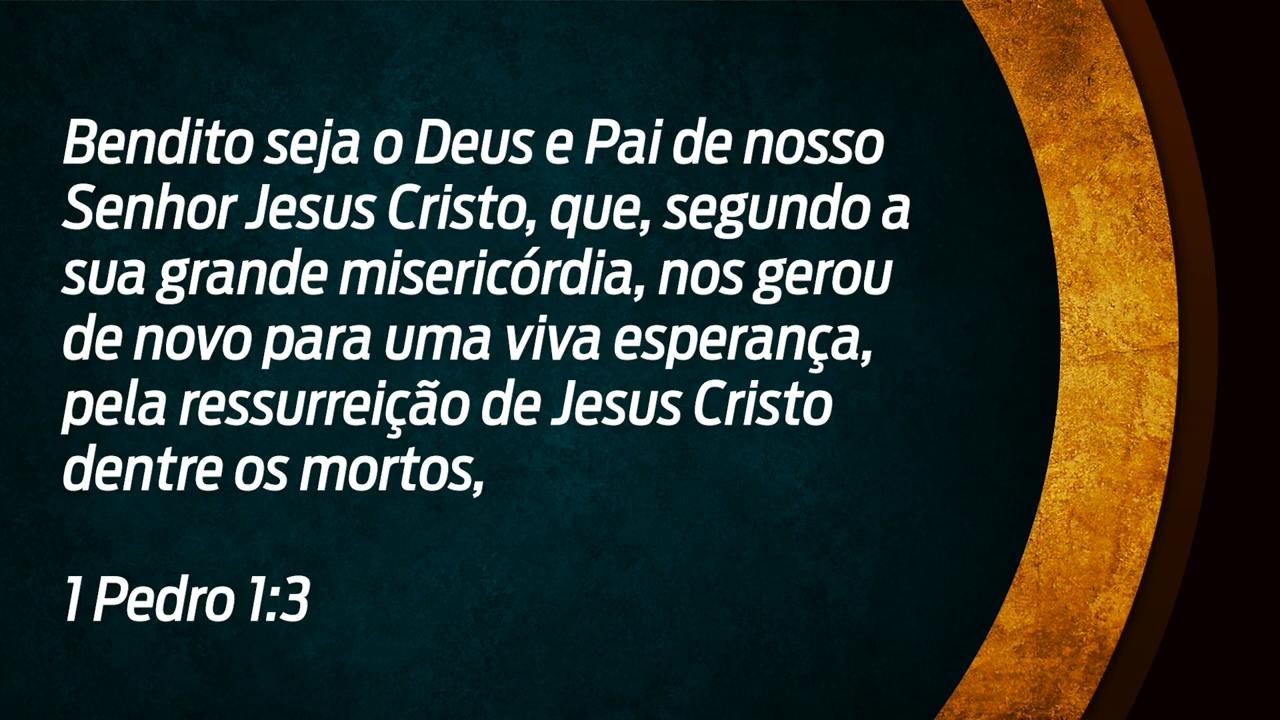 Bendito seja o Deus e Pai de nosso
Senhor Jesus Cristo, que, segundo a
sua grande misericórdia, nos gerou
de novo para uma viva esperança,
pela ressurreição de Jesus Cristo
dentre os mortos,
1 Pedro 1:3